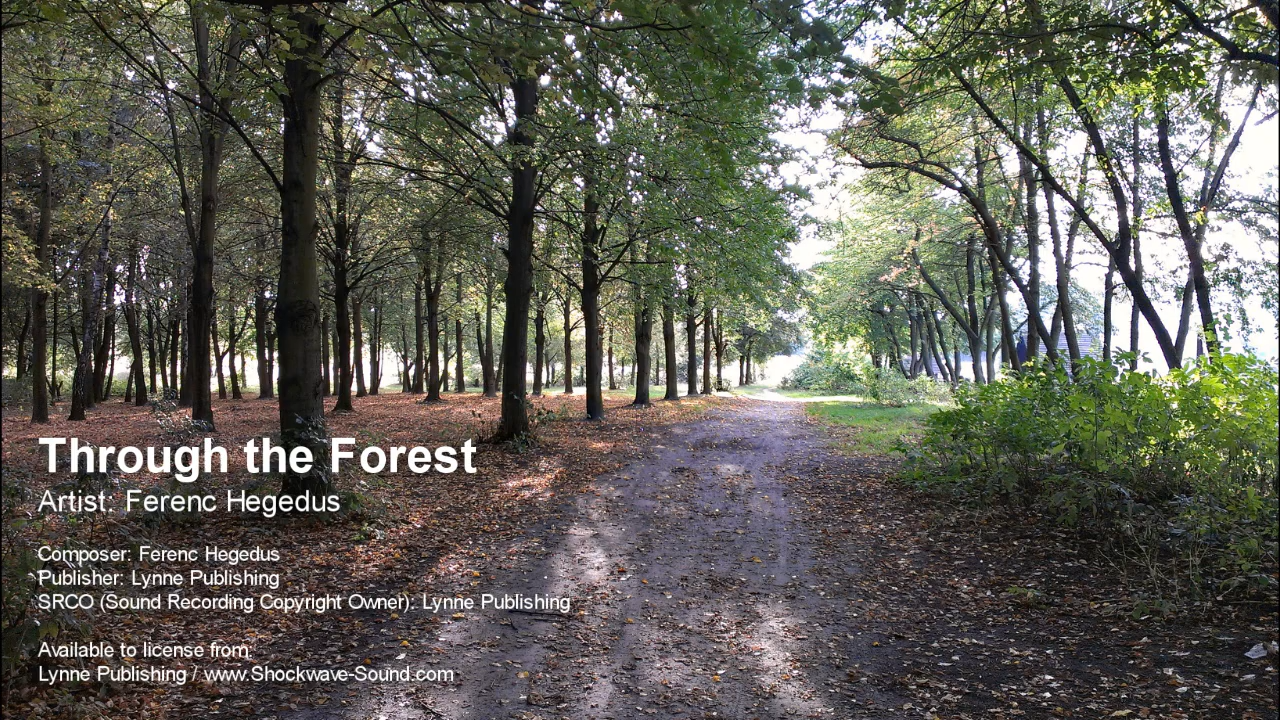 Through the Forest
Artist: Ferenc Hegedus
Composer: Ferenc Hegedus
Publisher: Lynne Publishing
SRCO (Sound Recording Copyright Owner): Lynne Publishing
Available to license from:
Lynne Publishing / www.Shockwave-Sound.com